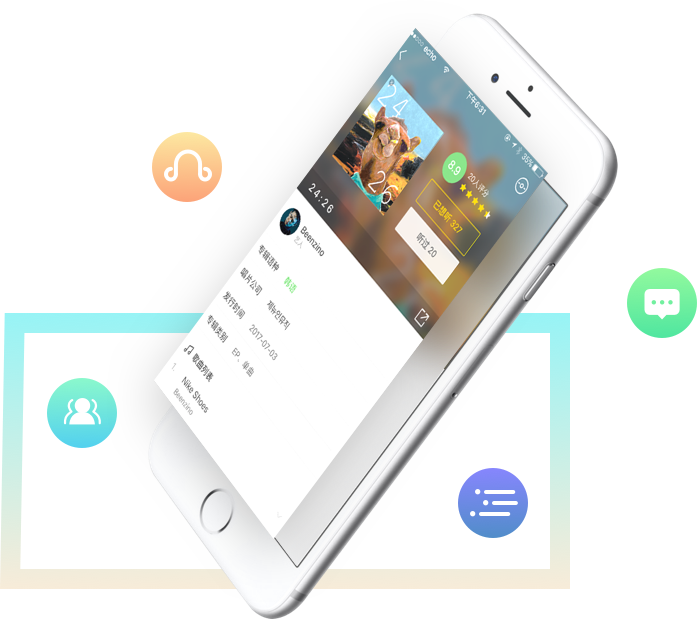 echo
下午6:31
35%
24
26
8.9
20人评分
已想听 327
听过 20
24 : 26
Beenzino
艺人
专辑语种 韩语
唱片公司 제뉴인뮤직
发行时间 2017-07-03
专辑类别 EP、单曲
歌曲列表
1. Nike Shoes
Beenzino